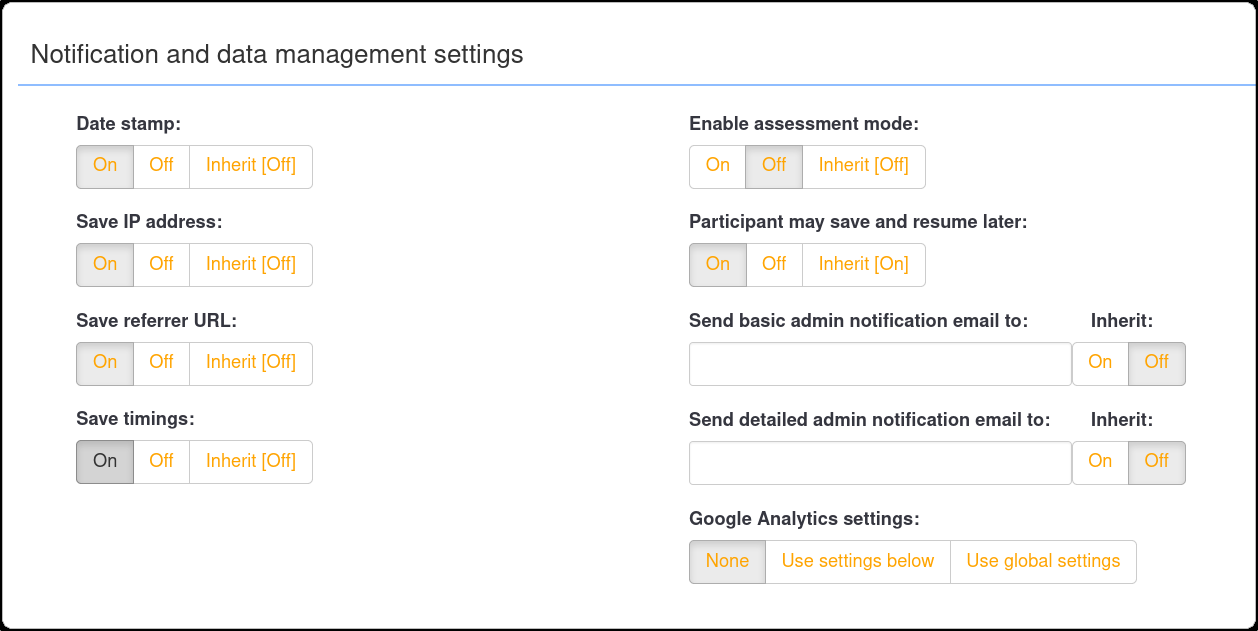 Notification and data management settings
Date stamp:
On Off Inherit [Off]
Save IP address:
On Off Inherit [Off]
Save referrer URL:
On Off Inherit [Off]
Save timings:
On Off Inherit [Off]
Enable assessment mode:
On Off Inherit [Off]
Participant may save and resume later:
On Off Inherit [On]
Send basic admin notification email to: Inherit:
On Off
Send detailed admin notification email to: Inherit:
On Off
Google Analytics settings:
None Use settings below Use global settings